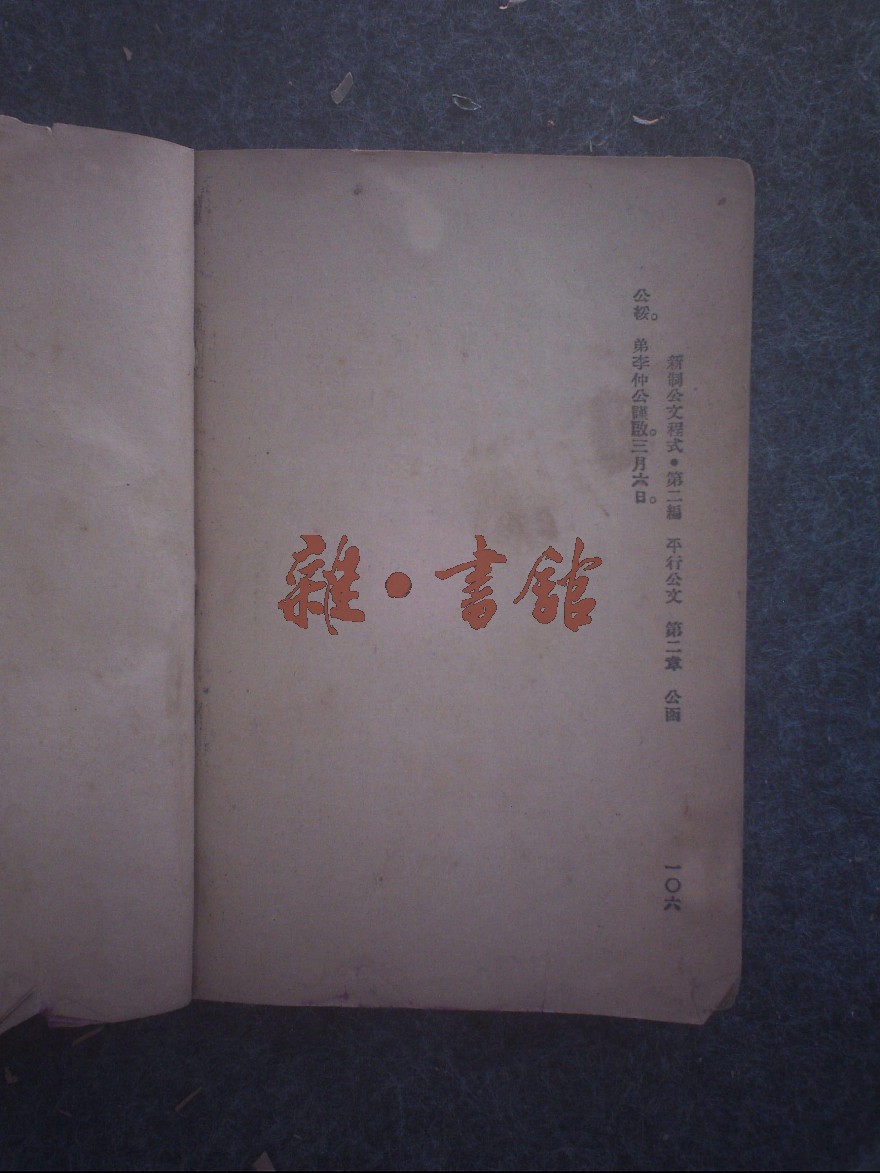 新制公文程式•第二編　平行公文　第二章　公函　一〇六
公綏。　弟李仲公謹啟。三月六日。
雜•書館